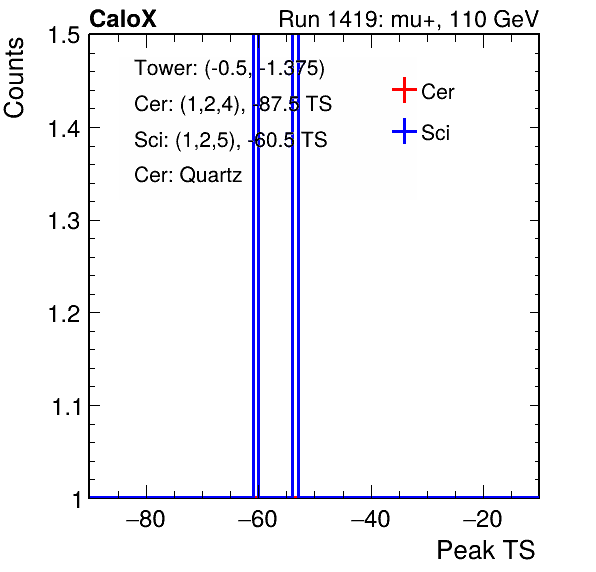 CaloX Run 1419: mu+, 110 GeV
Counts
1.5
1.4
1.3
1.2
1.1
1
Tower: (-0.5, -1.375)
Cer: (1,2,4), -87.5 TS
Sci: (1,2,5), -60.5 TS
Cer: Quartz
Cer
Sci
−80 −60 −40 −20
Peak TS